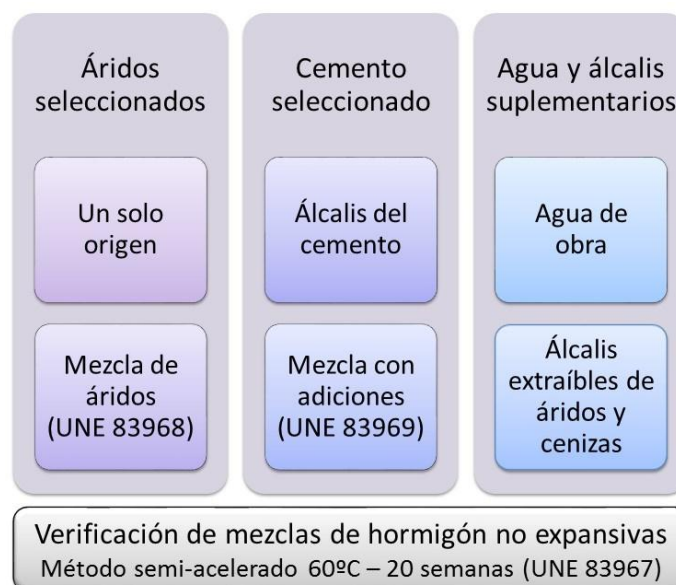 Áridos
seleccionados
Un solo
origen
Mezcla de
áridos
(UNE 83968)
Cemento
seleccionado
Álcalis del
cemento
Mezcla con
adiciones
(UNE 83969)
Agua y álcalis
suplementarios
Agua de
obra
Álcalis
extraíbles de
áridos y
cenizas
Verificación de mezclas de hormigón no expansivas
Método semi-acelerado 60ºC – 20 semanas (UNE 83967)